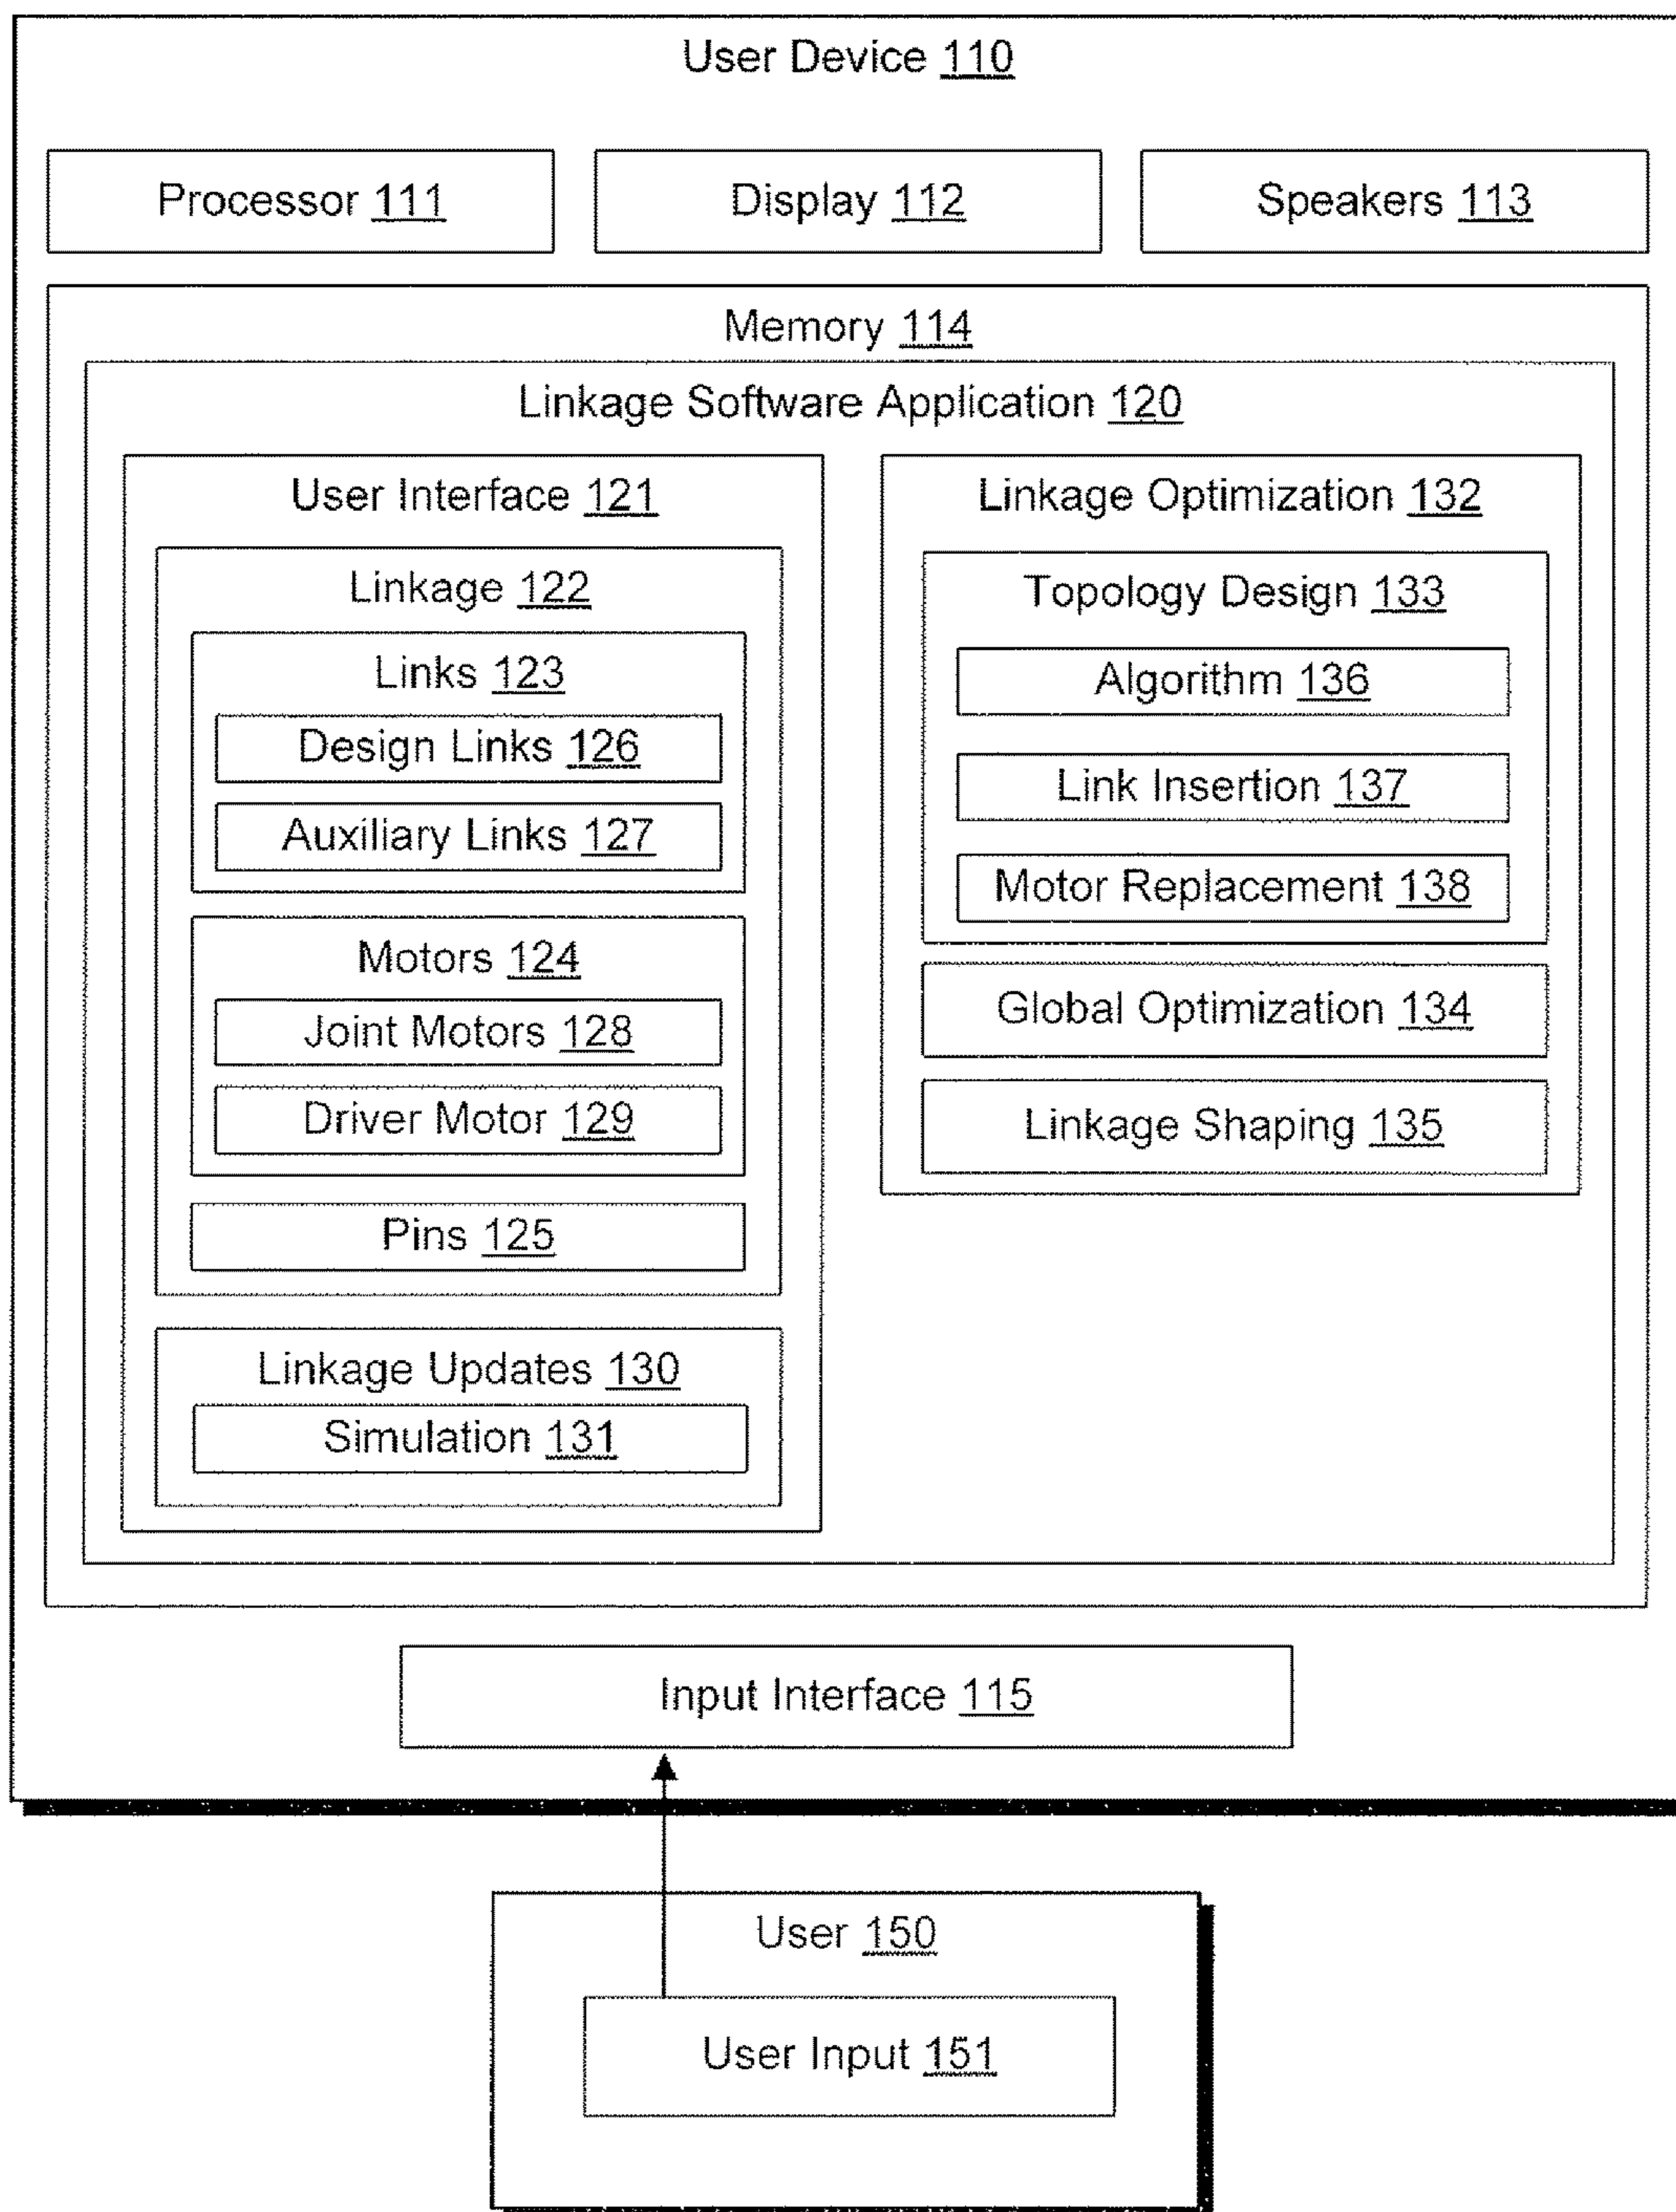 User Device 110
Processor 111
Display 112
Speakers 113
Memory 114
Linkage Software Application 120
User Interface 121
Linkage 122
Links 123
Design Links 126
Auxiliary Links 127
Motors 124
Joint Motors 128
Driver Motor 129
Pins 125
Linkage Updates 130
Simulation 131
Linkage Optimization 132
Topology Design 133
Algorithm 136
Link Insertion 137
Motor Replacement 138
Global Optimization 134
Linkage Shaping 135
Input Interface 115
User 150
User Input 151